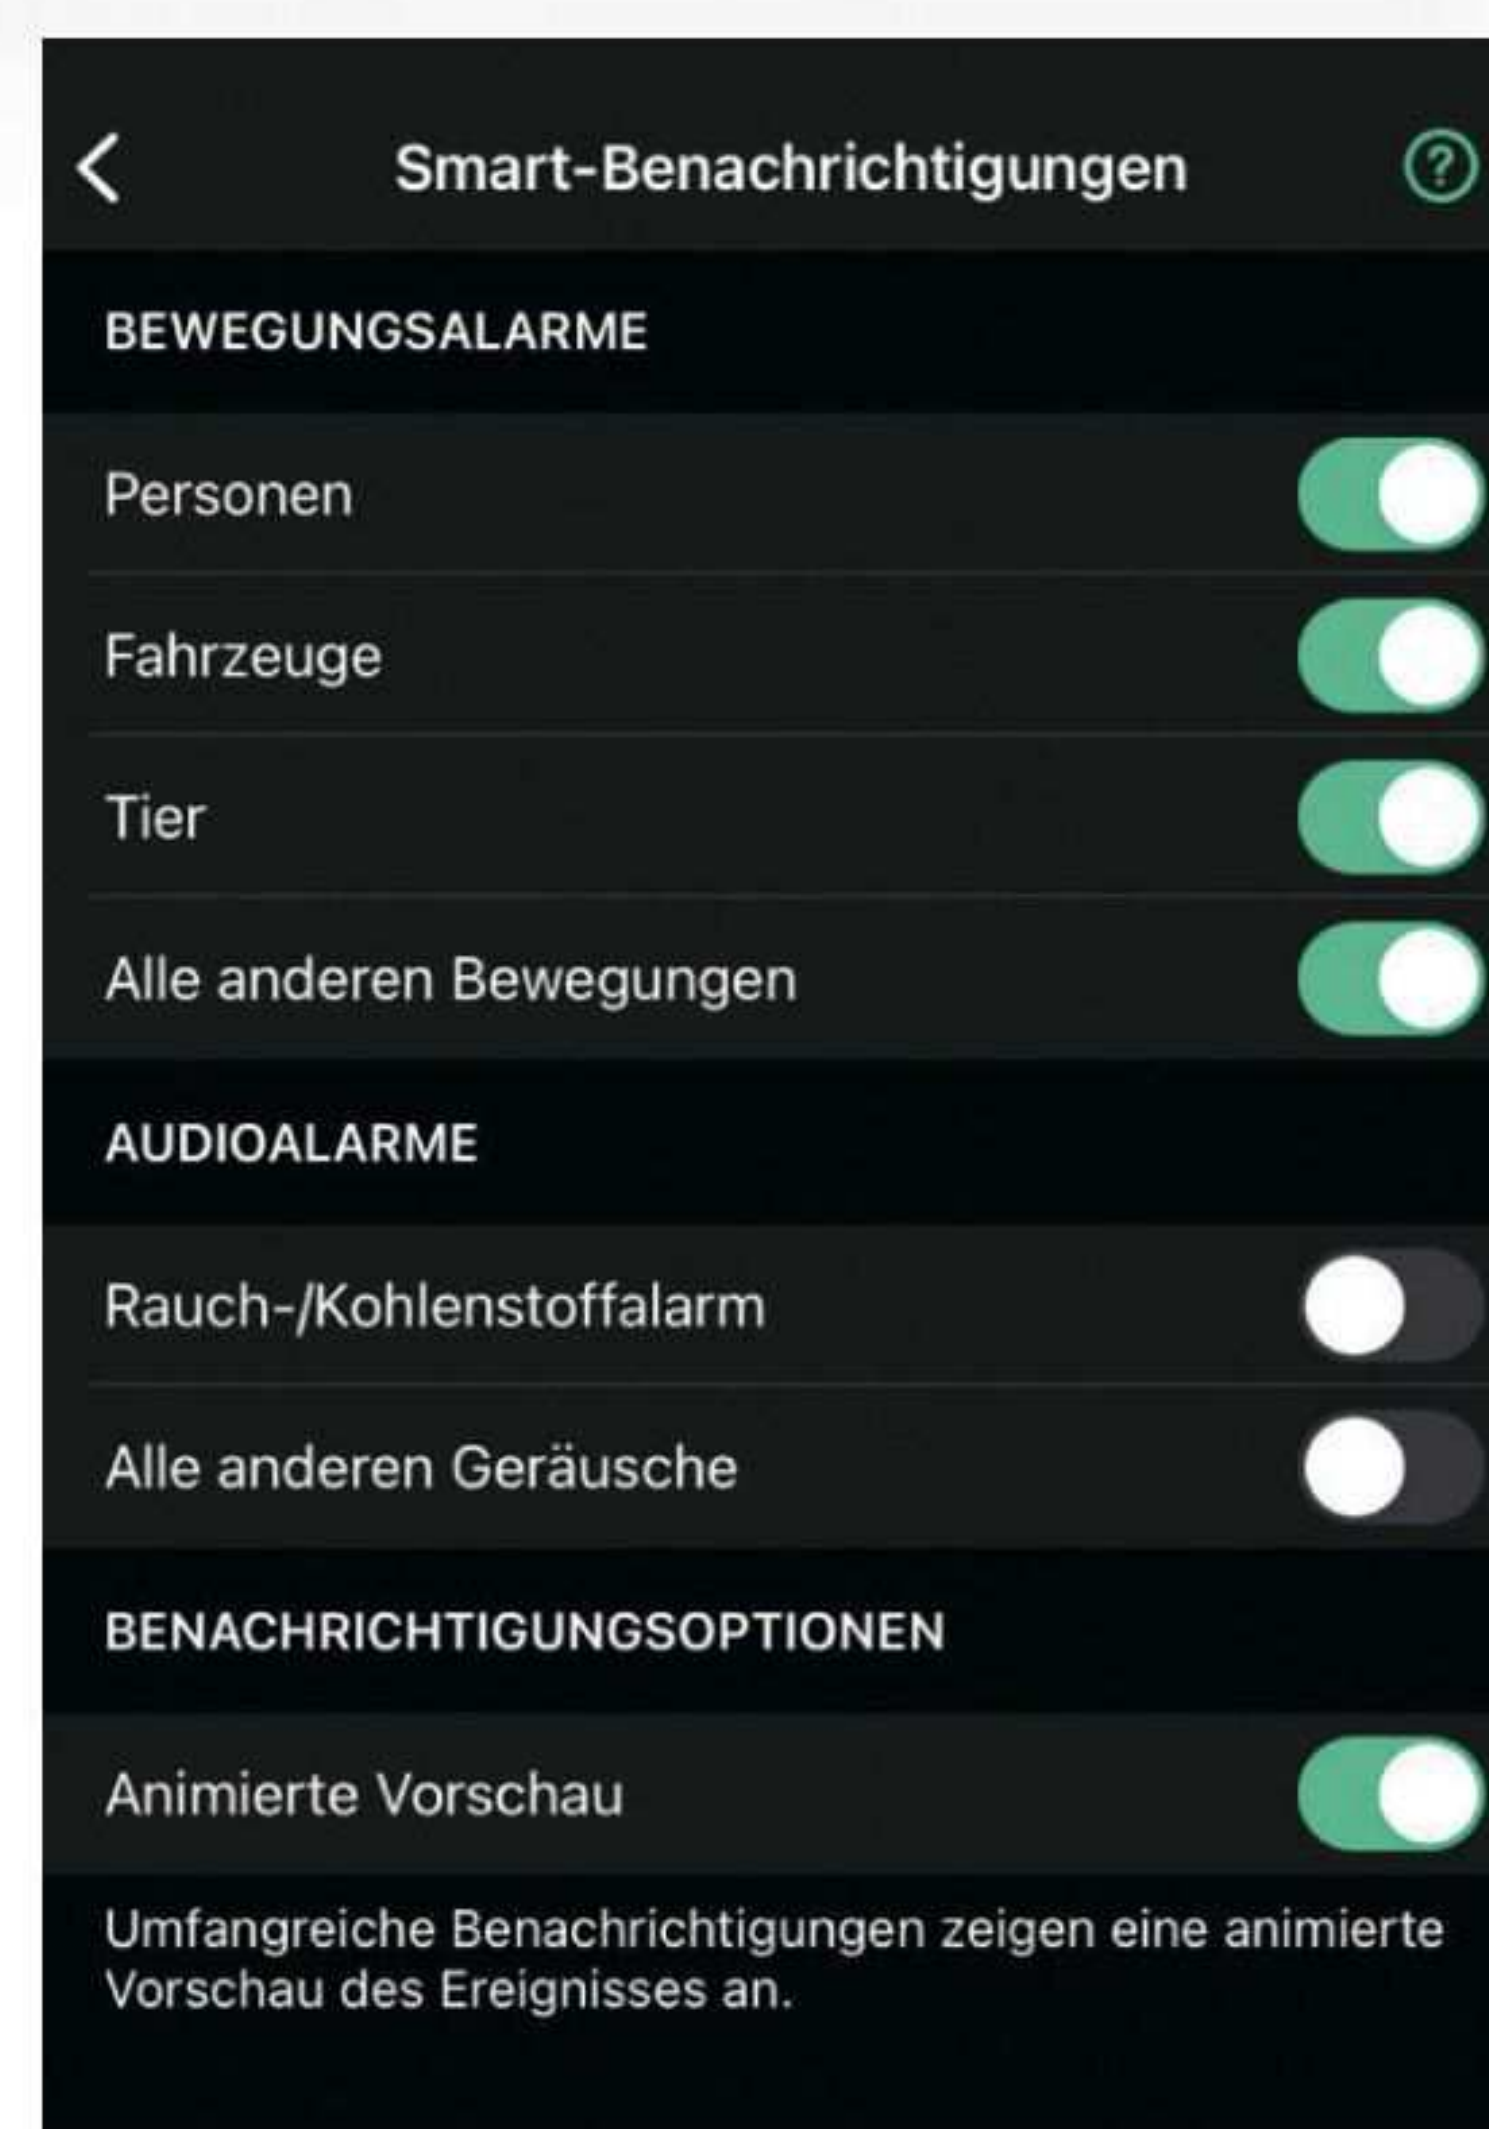 Smart-Benachrichtigungen
?
BEWEGUNGSALARME
Personen
Fahrzeuge
Tier
Alle anderen Bewegungen
AUDIOALARME
Rauch-/Kohlenstoffalarm
Alle anderen Geräusche
BENACHRICHTIGUNGSOPTIONEN
Animierte Vorschau
Umfangreiche Benachrichtigungen zeigen eine animierte
Vorschau des Ereignisses an.